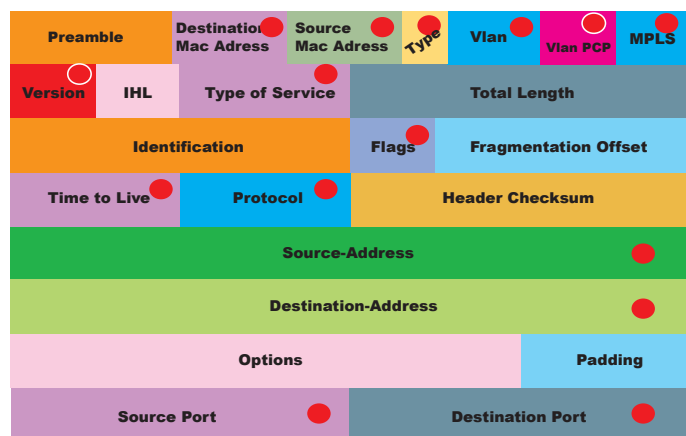 Preamble
Destination
Mac Adress
Source
Mac Adress
Type
Vlan
Vlan PCP
MPLS
Version
IHL
Type of Service
Total Length
Identification
Flags
Fragmentation Offset
Time to Live
Protocol
Header Checksum
Source-Address
Destination-Address
Options
Padding
Source Port
Destination Port